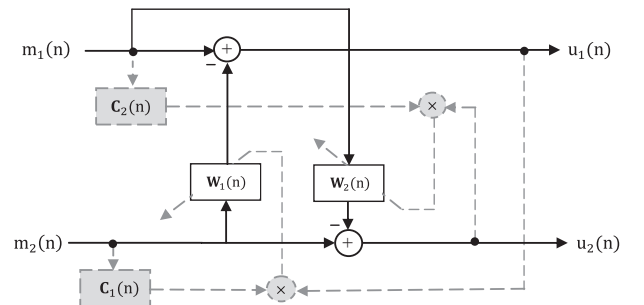 m₁(n) + u₁(n)
−
C₂(n) ×
W₁(n) W₂(n)
−
m₂(n) + u₂(n)
C₁(n) ×